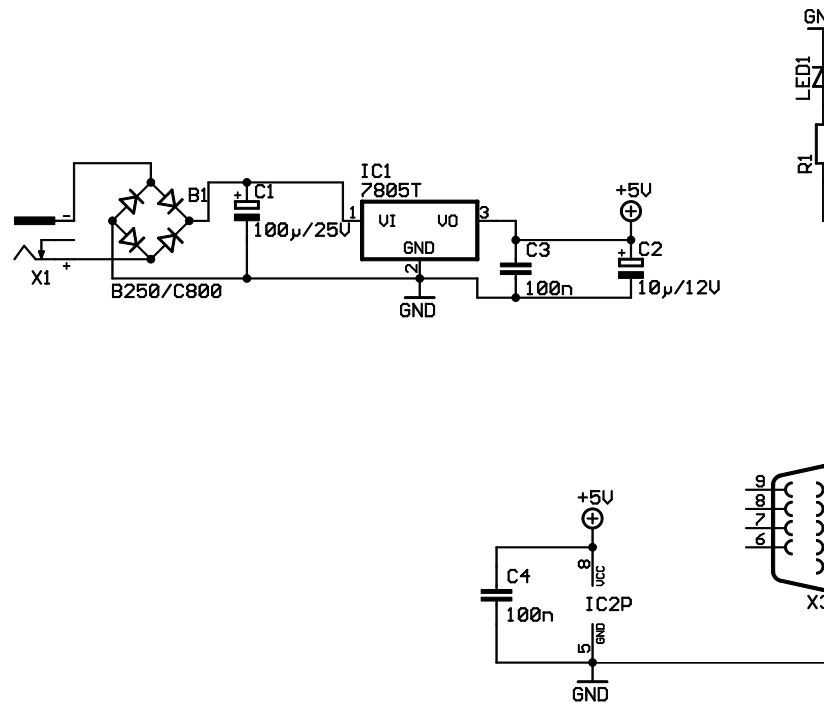 GN
LED1
R1
IC1
7805T
B1
C1
+5V
-
+
1
VI
VO
3
100µ/25V
GND
+
C3
C2
2
X1
+
B250/C800
100n
10µ/12V
GND
9
8
7
6
+5V
8
VCC
C4
IC2P
100n
X3
GND
5
GND